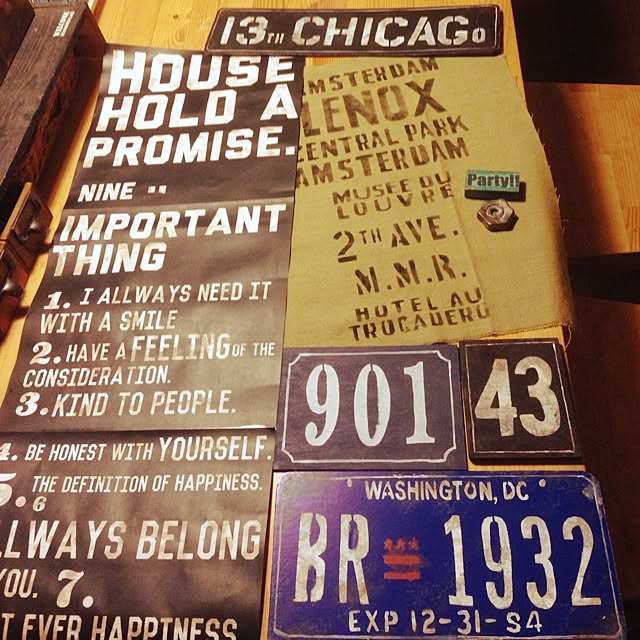 13TH CHICAGo
HOUSE
HOLD A
PROMISE.
NINE "
IMPORTANT
THING
1. I ALLWAYS NEED IT
WITH A SMILE
2. HAVE A FEELING OF THE
CONSIDERATION.
3. KIND TO PEOPLE.
4. BE HONEST WITH YOURSELF.
5. THE DEFINITION OF HAPPINESS.
6
LLWAYS BELONG
YOU. 7.
T EVER HAPPINESS
AMSTERDAM
LENOX
CENTRAL PARK
AMSTERDAM
MUSEE DU
LOUVRE
2TH AVE.
M.M.R.
HOTEL AU
TROCADERO
Party!!
901
43
WASHINGTON, DC
BR 1932
EXP 12-31-S4